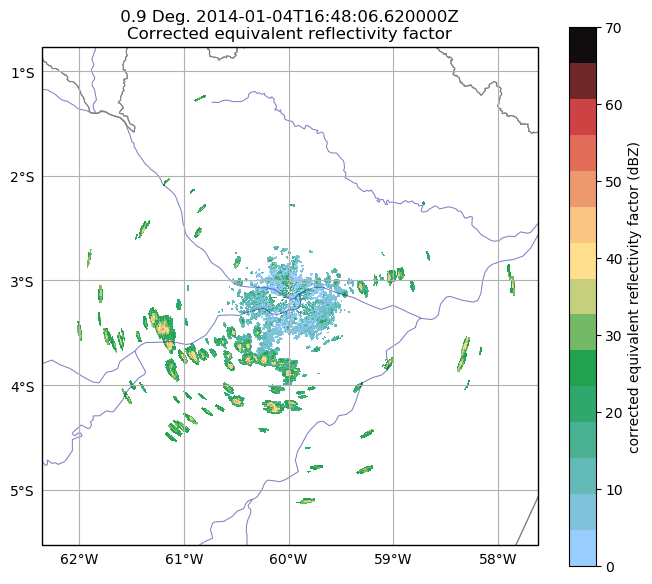 0.9 Deg. 2014-01-04T16:48:06.620000Z
Corrected equivalent reflectivity factor
1°S
2°S
3°S
4°S
5°S
62°W
61°W
60°W
59°W
58°W
70
60
50
40
30
20
10
0
corrected equivalent reflectivity factor (dBZ)